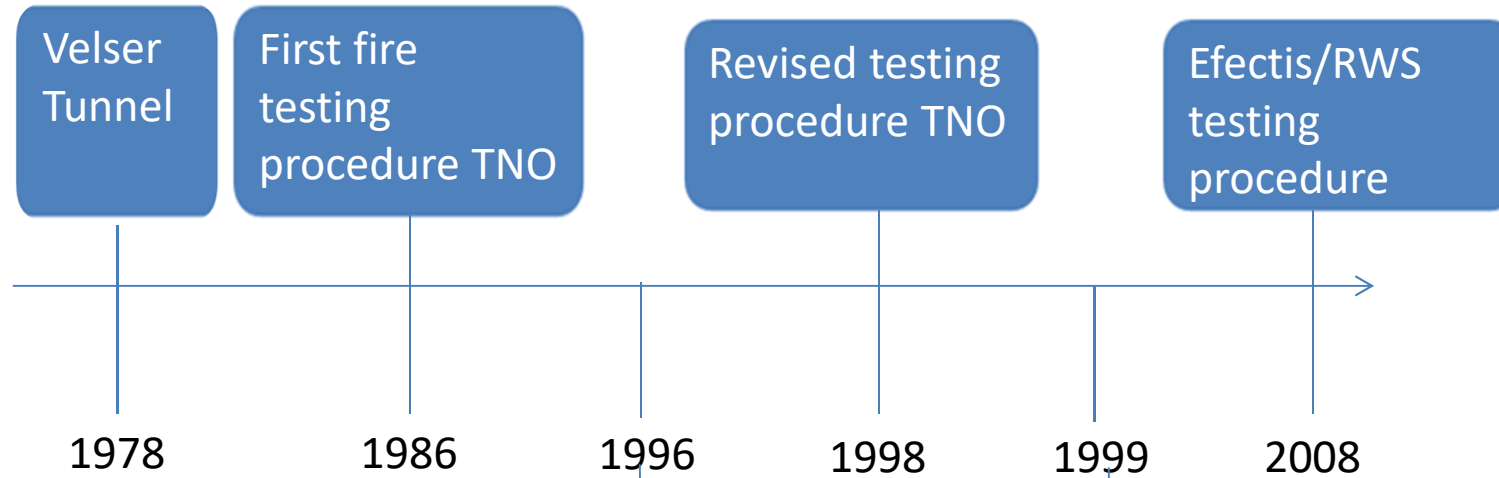 Velser
Tunnel
First fire
testing
procedure TNO
Revised testing
procedure TNO
Efectis/RWS
testing
procedure
1978
1986
1996
1998
1999
2008